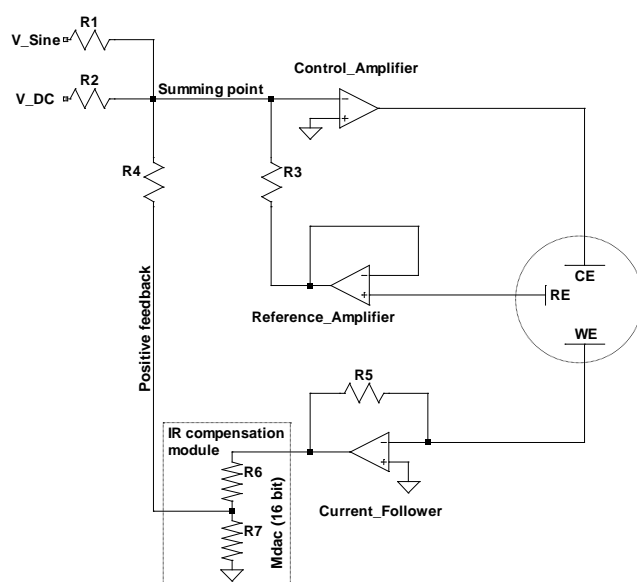 R1
V_Sine
R2
V_DC
Summing point
Control_Amplifier
−
+
R4
R3
−
+
Reference_Amplifier
CE
RE
WE
Positive feedback
R5
IR compensation
module
−
+
R6
R7
Mdac (16 bit)
Current_Follower